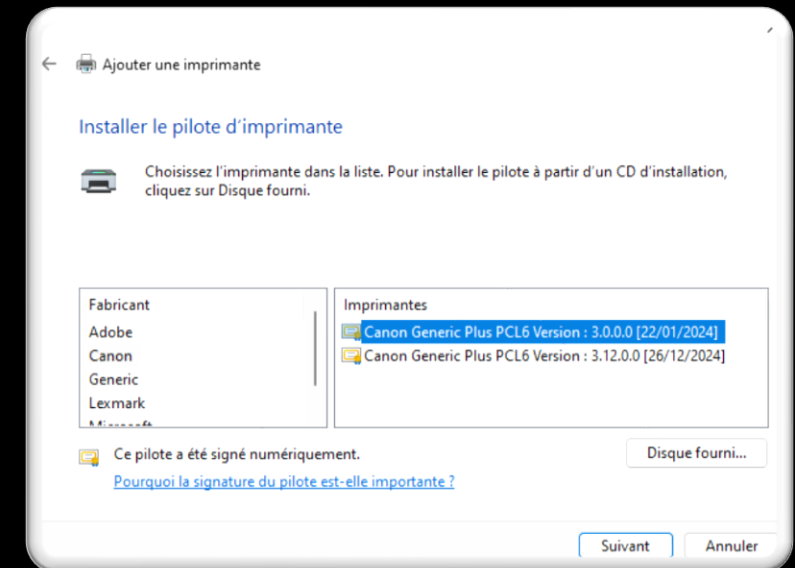 Ajouter une imprimante
Installer le pilote d'imprimante
Choisissez l'imprimante dans la liste. Pour installer le pilote à partir d'un CD d'installation,
cliquez sur Disque fourni.
Fabricant
Adobe
Canon
Generic
Lexmark
Microsoft
Imprimantes
Canon Generic Plus PCL6 Version : 3.0.0.0 [22/01/2024]
Canon Generic Plus PCL6 Version : 3.12.0.0 [26/12/2024]
Ce pilote a été signé numériquement.
Disque fourni...
Pourquoi la signature du pilote est-elle importante ?
Suivant
Annuler